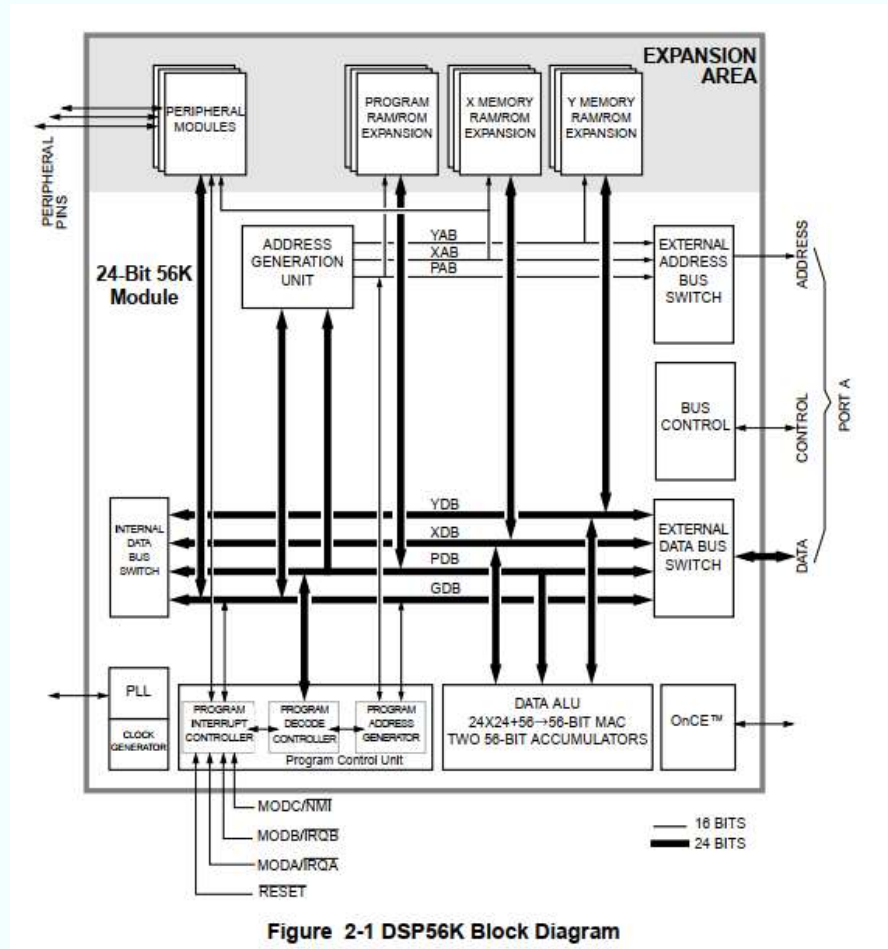 EXPANSION
AREA
PERIPHERAL
MODULES
PROGRAM
RAM/ROM
EXPANSION
X MEMORY
RAM/ROM
EXPANSION
Y MEMORY
RAM/ROM
EXPANSION
PERIPHERAL
PINS
24-Bit 56K
Module
ADDRESS
GENERATION
UNIT
YAB
XAB
PAB
EXTERNAL
ADDRESS
BUS
SWITCH
ADDRESS
BUS
CONTROL
CONTROL
PORT A
INTERNAL
DATA
BUS
SWITCH
YDB
XDB
PDB
GDB
EXTERNAL
DATA BUS
SWITCH
DATA
PLL
CLOCK
GENERATOR
PROGRAM
INTERRUPT
CONTROLLER
PROGRAM
DECODE
CONTROLLER
PROGRAM
ADDRESS
GENERATOR
Program Control Unit
DATA ALU
24X24+56→56-BIT MAC
TWO 56-BIT ACCUMULATORS
OnCE™
MODC/NMI
MODB/IRQB
MODA/IRQA
RESET
16 BITS
24 BITS
Figure 2-1 DSP56K Block Diagram